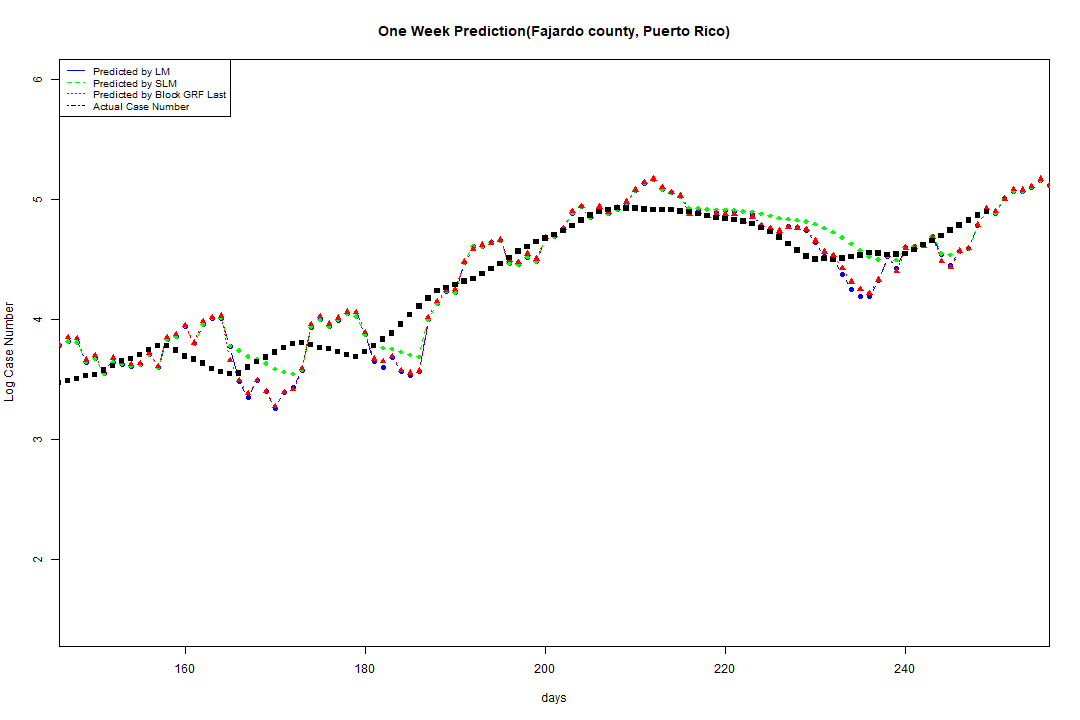 One Week Prediction(Fajardo county, Puerto Rico)
Predicted by LM
Predicted by SLM
Predicted by Block GRF Last
Actual Case Number
6
5
4
3
2
Log Case Number
160 180 200 220 240
days